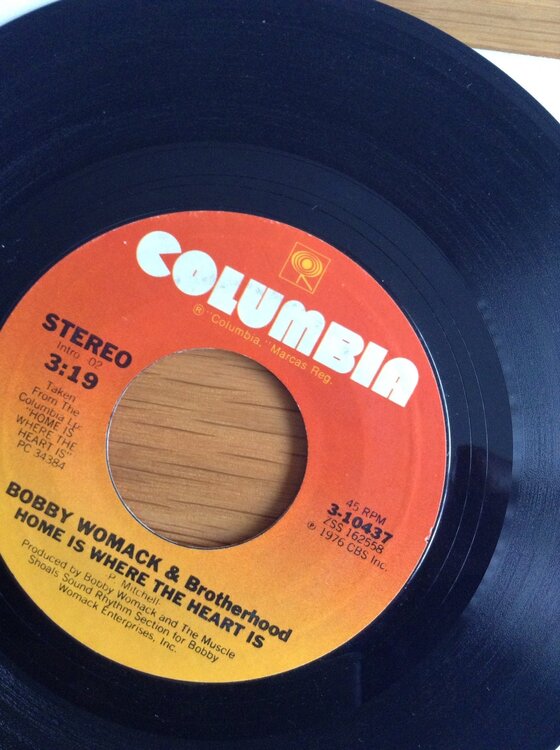 COLUMBIA
® "Columbia," Marcas Reg.
STEREO
Intro :02
3:19
Taken
From The
Columbia Lp:
"HOME IS
WHERE THE
HEART IS"
PC 34384
45 RPM
3-10437
ZSS 162558
℗ 1976 CBS Inc.
BOBBY WOMACK & Brotherhood
HOME IS WHERE THE HEART IS
P. Mitchell
Produced by Bobby Womack and The Muscle
Shoals Sound Rhythm Section for Bobby
Womack Enterprises, Inc.